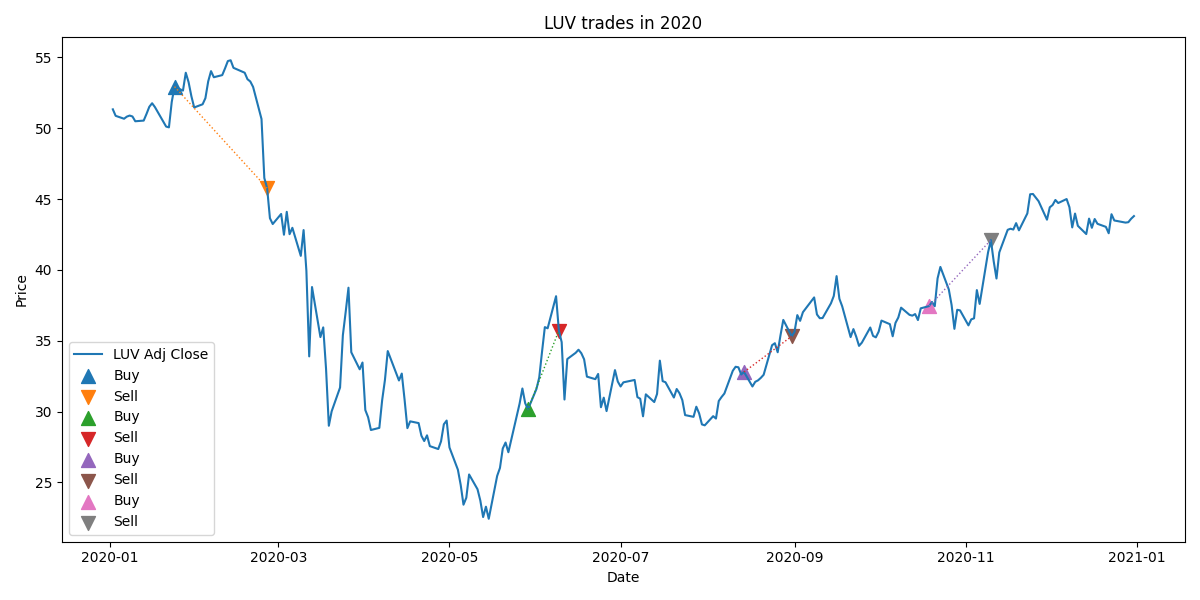 LUV trades in 2020
55
50
45
40
35
30
25
Price
LUV Adj Close
Buy
Sell
Buy
Sell
Buy
Sell
Buy
Sell
2020-01
2020-03
2020-05
2020-07
2020-09
2020-11
2021-01
Date